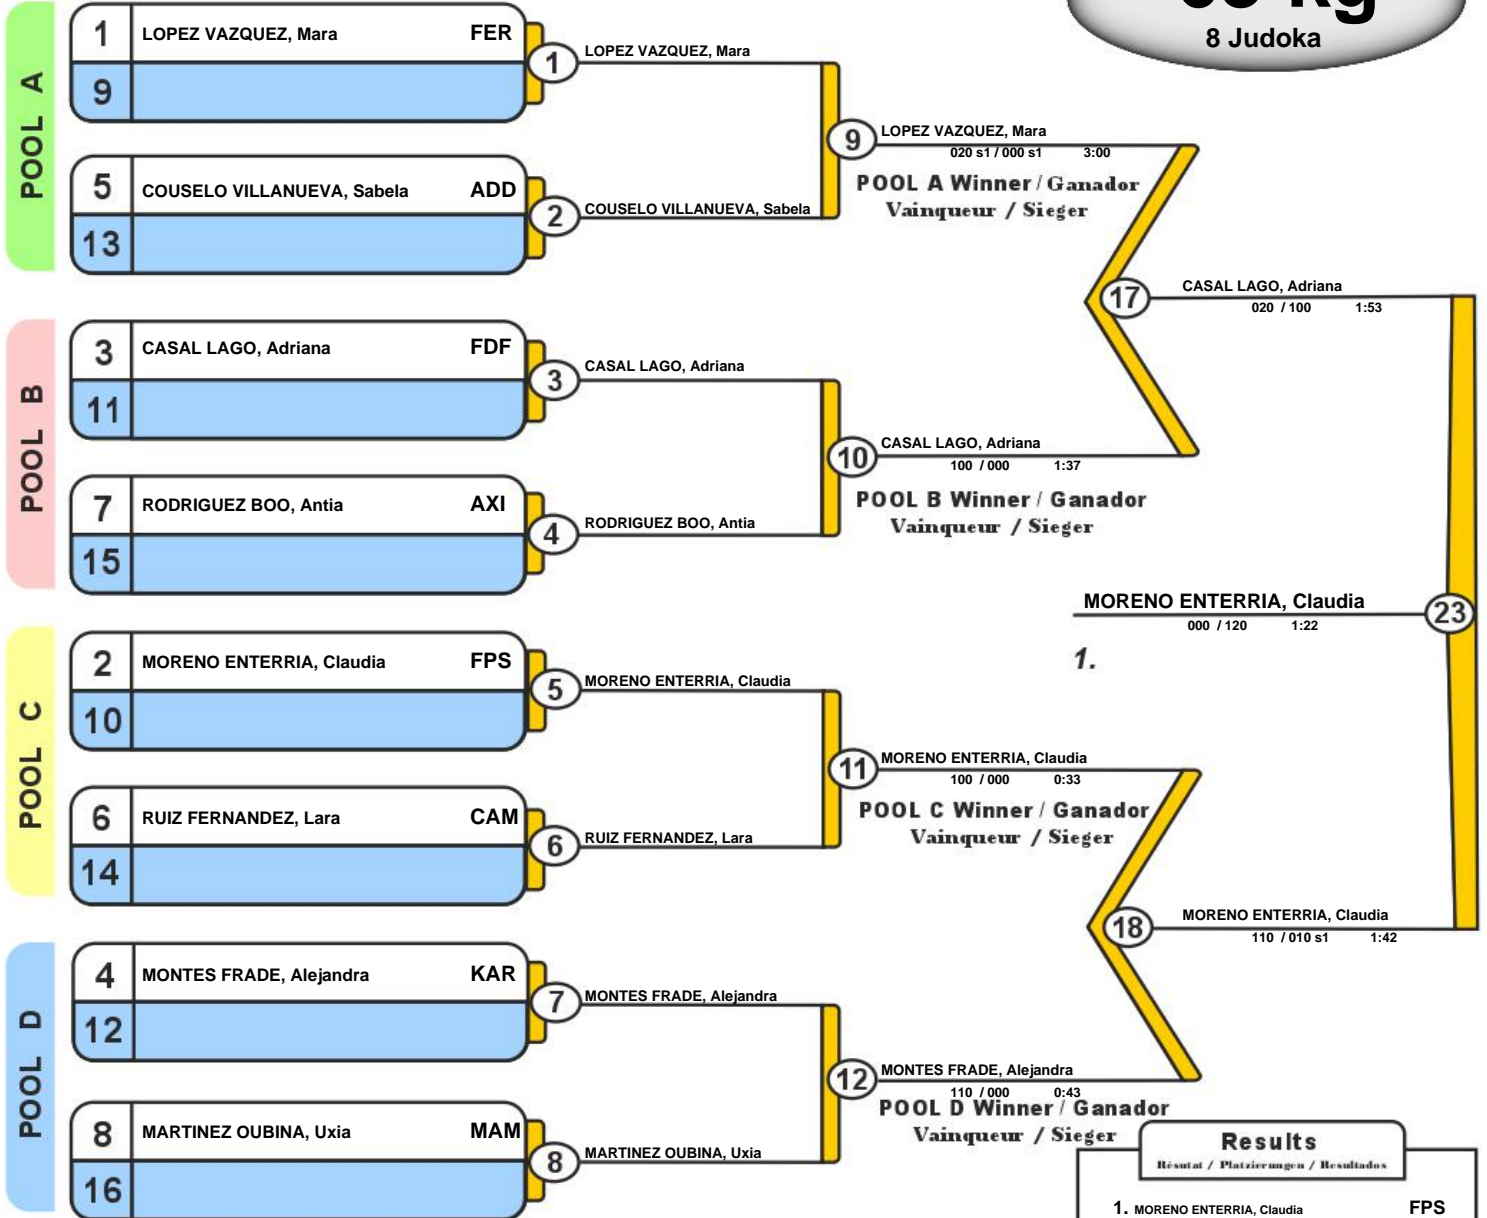 63 kg
8 Judoka
POOL A
1 LOPEZ VAZQUEZ, Mara FER
9
1 LOPEZ VAZQUEZ, Mara
5 COUSELO VILLANUEVA, Sabela ADD
13
2 COUSELO VILLANUEVA, Sabela
9 LOPEZ VAZQUEZ, Mara
020 s1 / 000 s1 3:00
POOL A Winner / Ganador
Vainqueur / Sieger
POOL B
3 CASAL LAGO, Adriana FDF
11
3 CASAL LAGO, Adriana
7 RODRIGUEZ BOO, Antia AXI
15
4 RODRIGUEZ BOO, Antia
10 CASAL LAGO, Adriana
100 / 000 1:37
POOL B Winner / Ganador
Vainqueur / Sieger
17 CASAL LAGO, Adriana
020 / 100 1:53
MORENO ENTERRIA, Claudia 23
000 / 120 1:22
1.
POOL C
2 MORENO ENTERRIA, Claudia FPS
10
5 MORENO ENTERRIA, Claudia
6 RUIZ FERNANDEZ, Lara CAM
14
6 RUIZ FERNANDEZ, Lara
11 MORENO ENTERRIA, Claudia
100 / 000 0:33
POOL C Winner / Ganador
Vainqueur / Sieger
POOL D
4 MONTES FRADE, Alejandra KAR
12
7 MONTES FRADE, Alejandra
8 MARTINEZ OUBINA, Uxia MAM
16
8 MARTINEZ OUBINA, Uxia
12 MONTES FRADE, Alejandra
110 / 000 0:43
POOL D Winner / Ganador
Vainqueur / Sieger
18 MORENO ENTERRIA, Claudia
110 / 010 s1 1:42
Results
Résutat / Platzierungen / Resultados
1. MORENO ENTERRIA, Claudia FPS